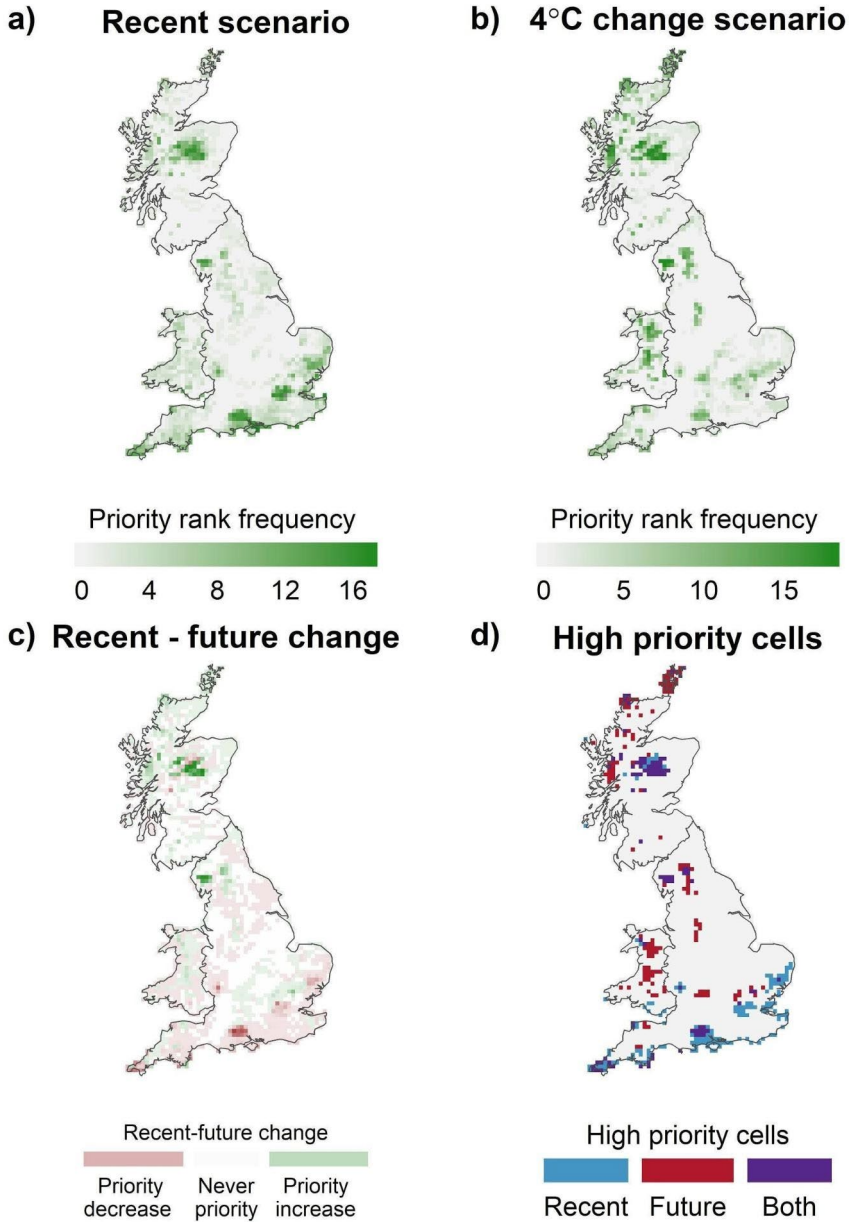 a) Recent scenario
b) 4°C change scenario
Priority rank frequency
0 4 8 12 16
Priority rank frequency
0 5 10 15
c) Recent - future change
d) High priority cells
Recent-future change
Priority decrease
Never priority
Priority increase
High priority cells
Recent Future Both